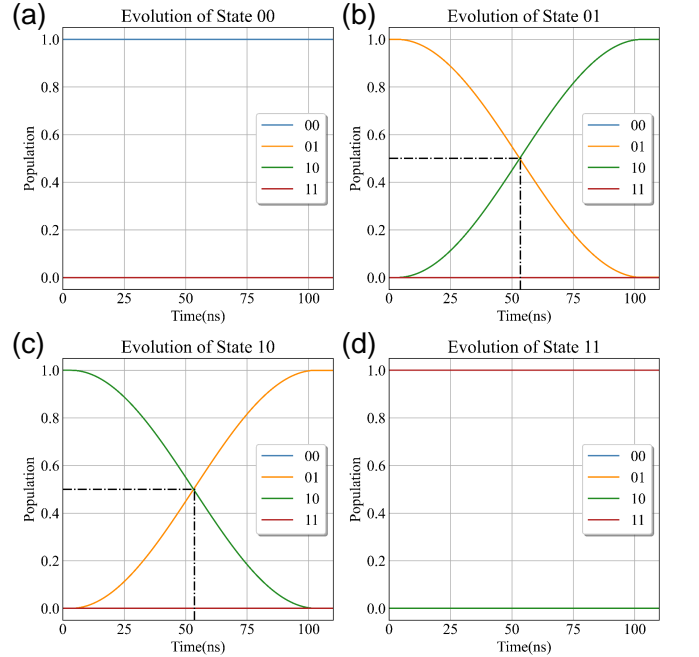 (a)
Evolution of State 00
Population
1.0
0.8
0.6
0.4
0.2
0.0
00
01
10
11
0 25 50 75 100
Time(ns)
(b)
Evolution of State 01
Population
1.0
0.8
0.6
0.4
0.2
0.0
00
01
10
11
0 25 50 75 100
Time(ns)
(c)
Evolution of State 10
Population
1.0
0.8
0.6
0.4
0.2
0.0
00
01
10
11
0 25 50 75 100
Time(ns)
(d)
Evolution of State 11
Population
1.0
0.8
0.6
0.4
0.2
0.0
00
01
10
11
0 25 50 75 100
Time(ns)